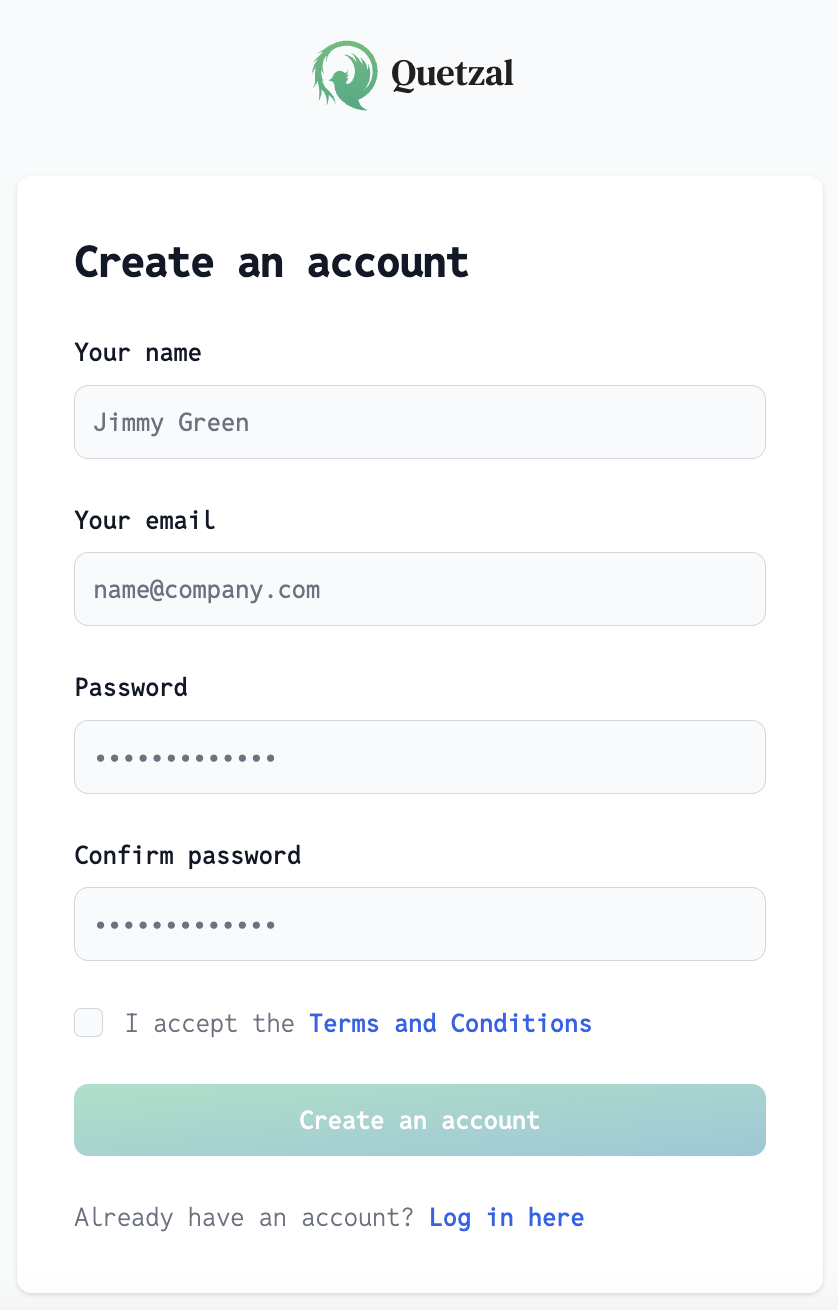 Quetzal
Create an account
Your name
Jimmy Green
Your email
name@company.com
Password
•••••••••••••
Confirm password
•••••••••••••
I accept the Terms and Conditions
Create an account
Already have an account? Log in here